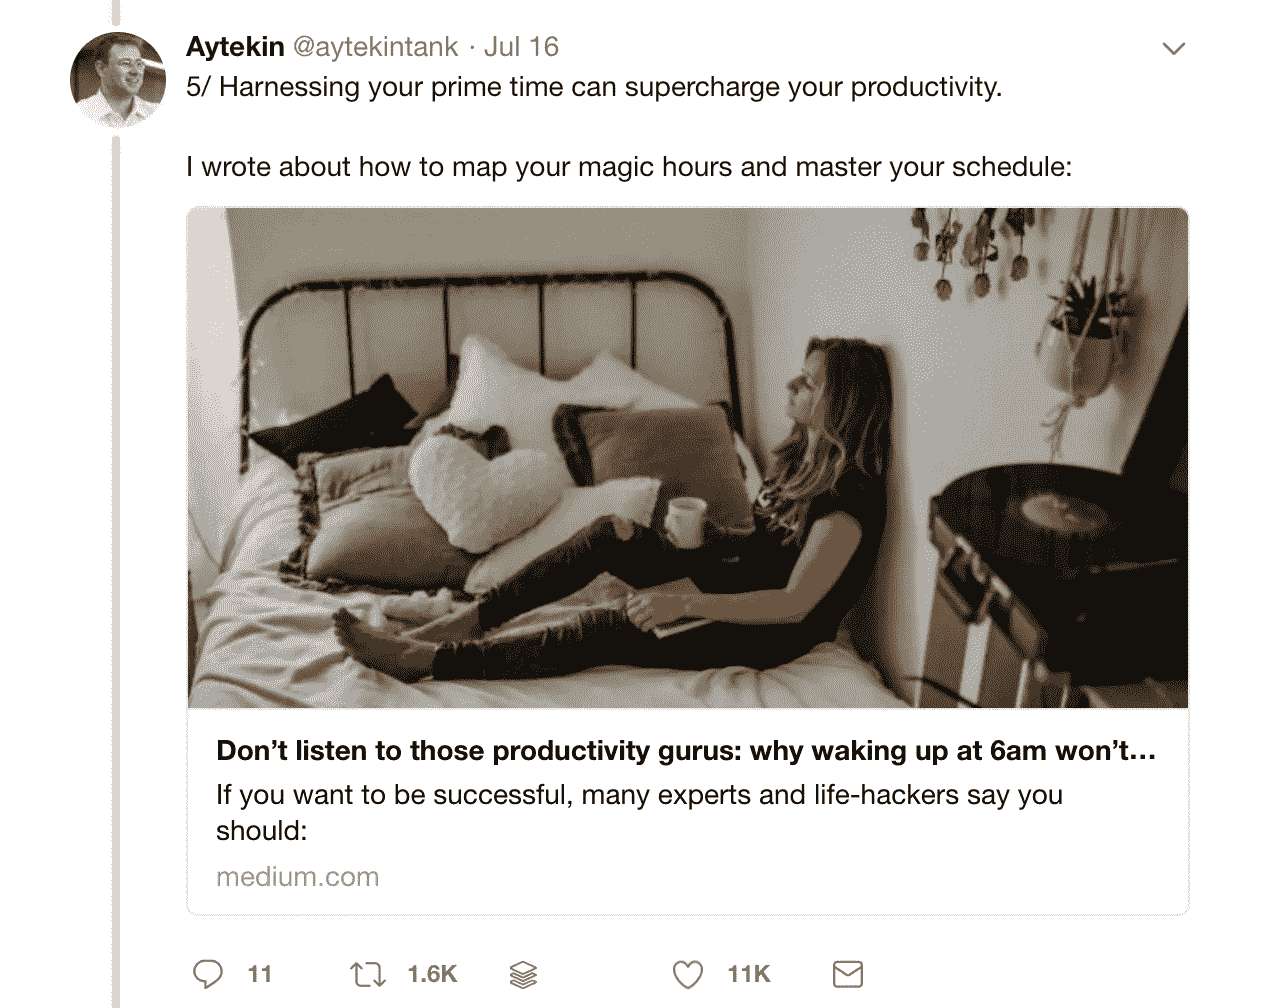 Aytekin @aytekintank · Jul 16
5/ Harnessing your prime time can supercharge your productivity.
I wrote about how to map your magic hours and master your schedule:
Don’t listen to those productivity gurus: why waking up at 6am won’t...
If you want to be successful, many experts and life-hackers say you
should:
medium.com
11 1.6K 11K